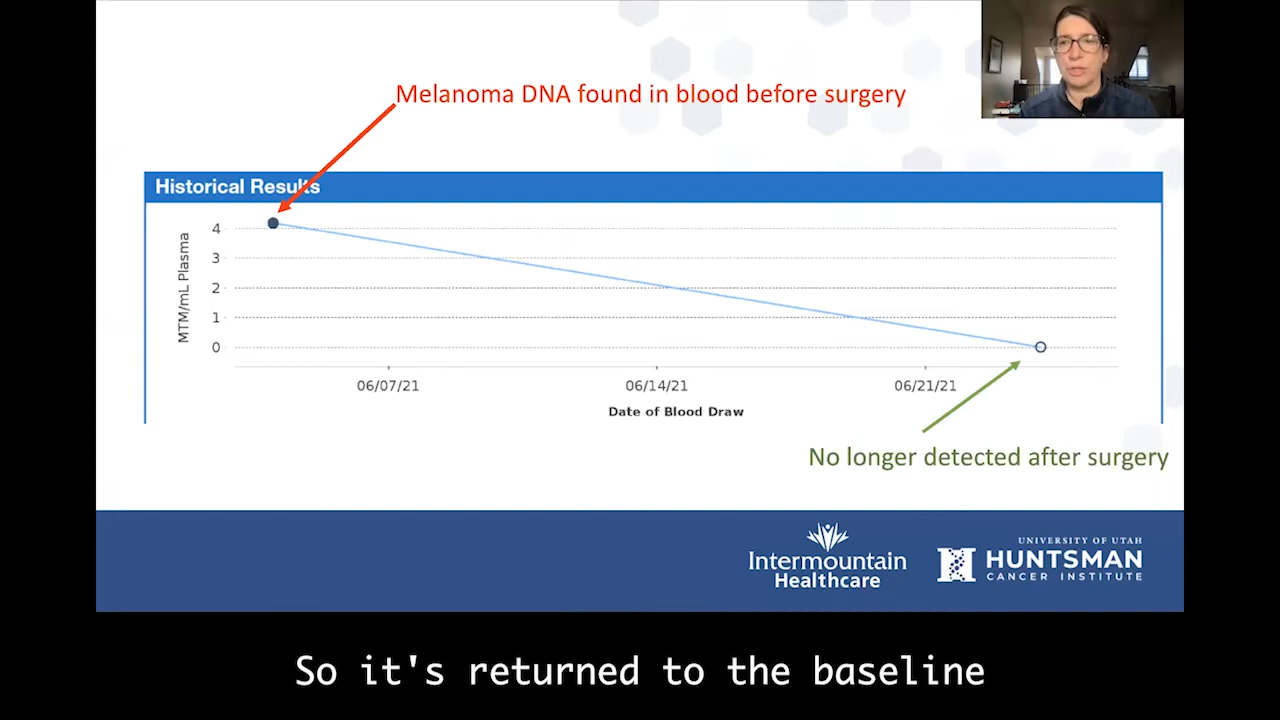 Melanoma DNA found in blood before surgery
Historical Results
MTM/mL Plasma
4
3
2
1
0
06/07/21
06/14/21
06/21/21
Date of Blood Draw
No longer detected after surgery
Intermountain
Healthcare
UNIVERSITY OF UTAH
HUNTSMAN
CANCER INSTITUTE
So it's returned to the baseline